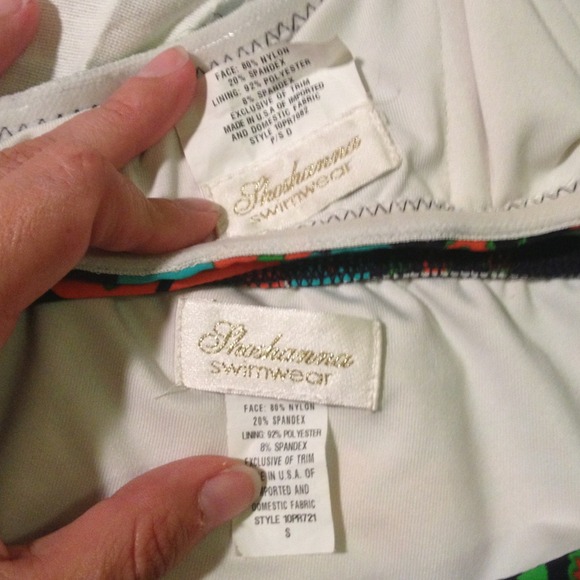 FACE: 80% NYLON
20% SPANDEX
LINING: 92% POLYESTER
8% SPANDEX
EXCLUSIVE OF TRIM
MADE IN U.S.A OF IMPORTED
AND DOMESTIC FABRIC
STYLE 10PR7982
P/S D
Shoshanna
swimwear
Shoshanna
swimwear
FACE: 80% NYLON
20% SPANDEX
LINING: 92% POLYESTER
8% SPANDEX
EXCLUSIVE OF TRIM
IN U.S.A. OF
AND
DOMESTIC FABRIC
STYLE 10PR721
S